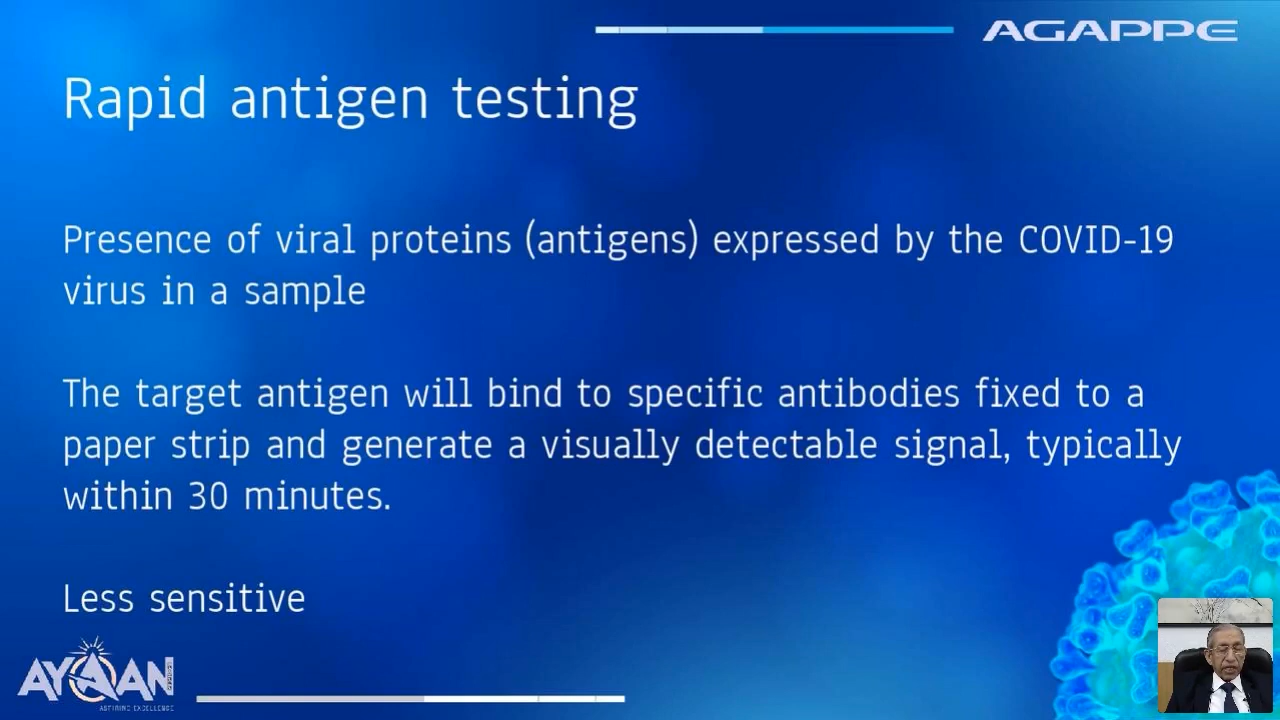 AGAPPE
Rapid antigen testing
Presence of viral proteins (antigens) expressed by the COVID-19
virus in a sample
The target antigen will bind to specific antibodies fixed to a
paper strip and generate a visually detectable signal, typically
within 30 minutes.
Less sensitive
AYAAN
ASPIRING EXCELLENCE